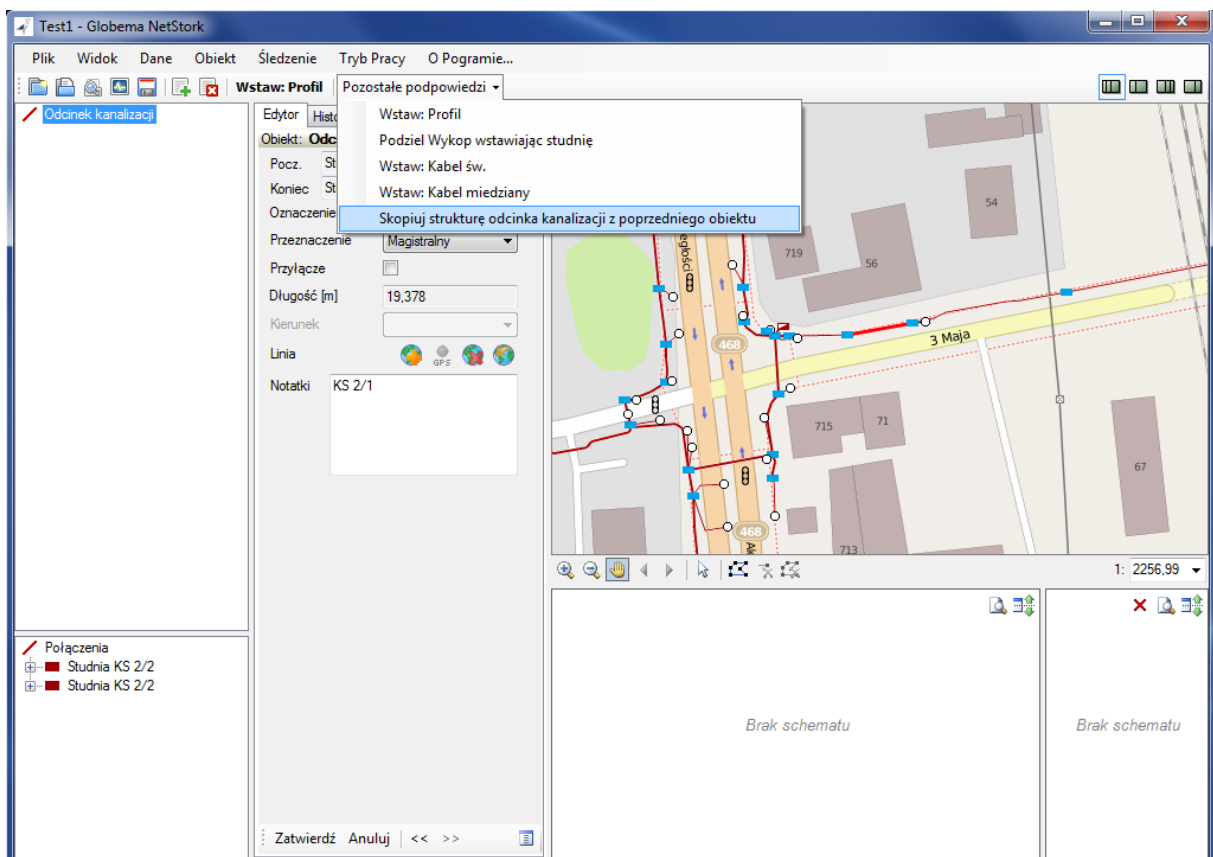 Test1 - Globema NetStork
Plik Widok Dane Obiekt Śledzenie Tryb Pracy O Pogramie...
Wstaw: Profil Pozostałe podpowiedzi
Wstaw: Profil
Podziel Wykop wstawiając studnię
Wstaw: Kabel św.
Wstaw: Kabel miedziany
Skopiuj strukturę odcinka kanalizacji z poprzedniego obiektu
Odcinek kanalizacji
Edytor
Obiekt:
Pocz.
Koniec
Oznaczenie
Przeznaczenie Magistralny
Przyłącze
Długość [m] 19,378
Kierunek
Linia GPS
Notatki KS 2/1
54
719
56
468
3 Maja
715
71
67
468
713
1: 2256,99
Połączenia
Studnia KS 2/2
Studnia KS 2/2
Brak schematu
Brak schematu
Zatwierdź Anuluj << >>